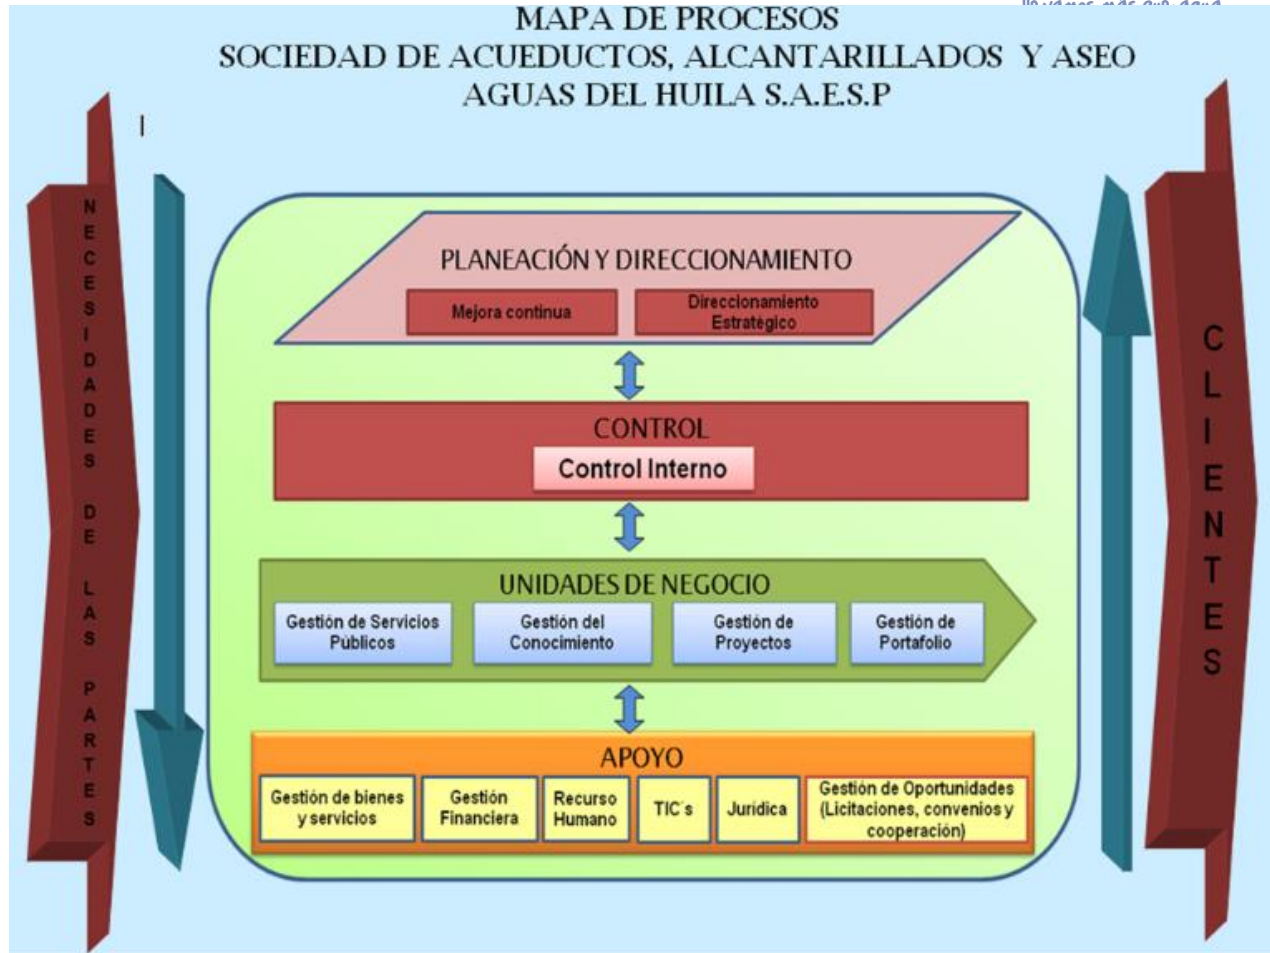 MAPA DE PROCESOS
SOCIEDAD DE ACUEDUCTOS, ALCANTARILLADOS Y ASEO
AGUAS DEL HUILA S.A.E.S.P
NECESIDADES DE LAS PARTES
PLANEACIÓN Y DIRECCIONAMIENTO
Mejora continua
Direccionamiento
Estratégico
CONTROL
Control Interno
UNIDADES DE NEGOCIO
Gestión de Servicios
Públicos
Gestión del
Conocimiento
Gestión de
Proyectos
Gestión de
Portafolio
APOYO
Gestión de bienes
y servicios
Gestión
Financiera
Recurso
Humano
TIC´s
Jurídica
Gestión de Oportunidades
(Licitaciones, convenios y
cooperación)
CLIENTES